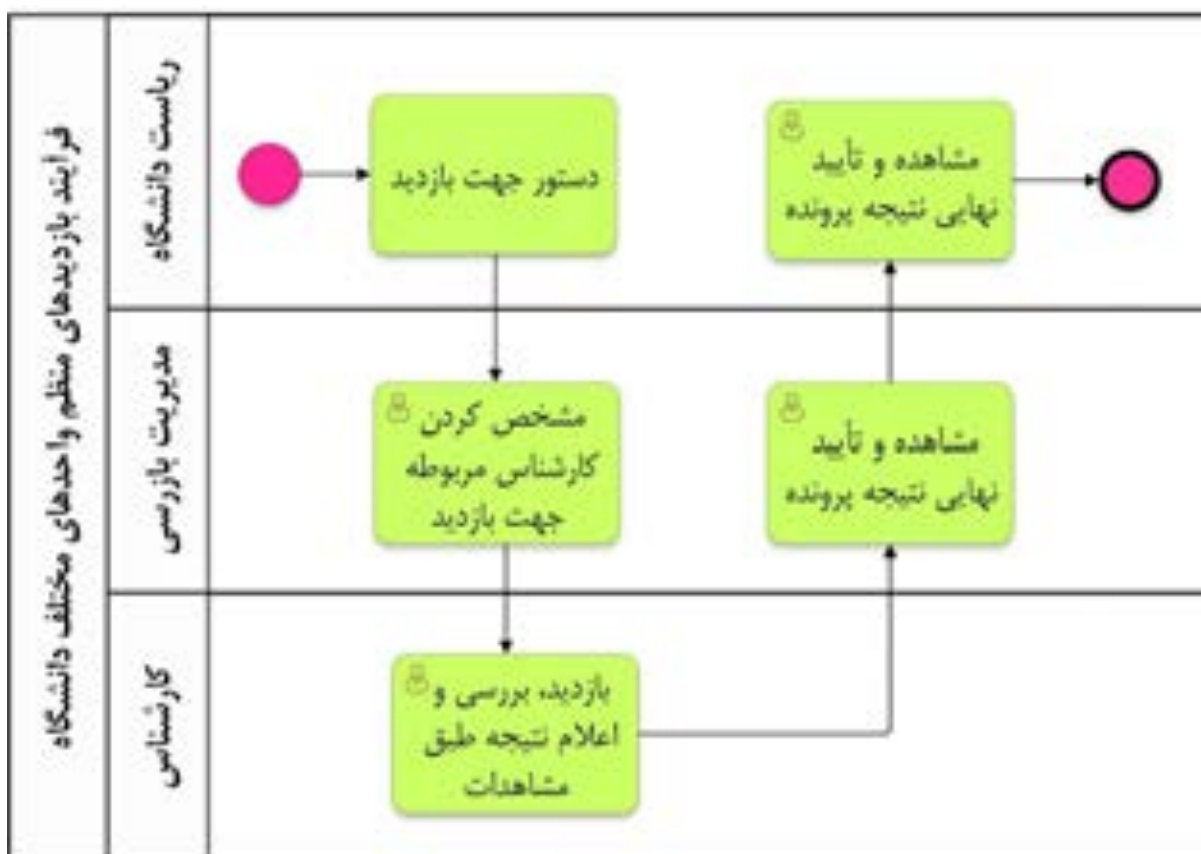 فرایند بازدیدهای منظم واحدهای مختلف دانشگاه
ریاست دانشگاه
دستور جهت بازدید
مشاهده و تأیید
نهایی نتیجه پرونده
مدیریت بازرسی
مشخص کردن
کارشناس مربوطه
جهت بازدید
مشاهده و تأیید
نهایی نتیجه پرونده
کارشناس
بازدید، بررسی و
اعلام نتیجه طبق
مشاهدات